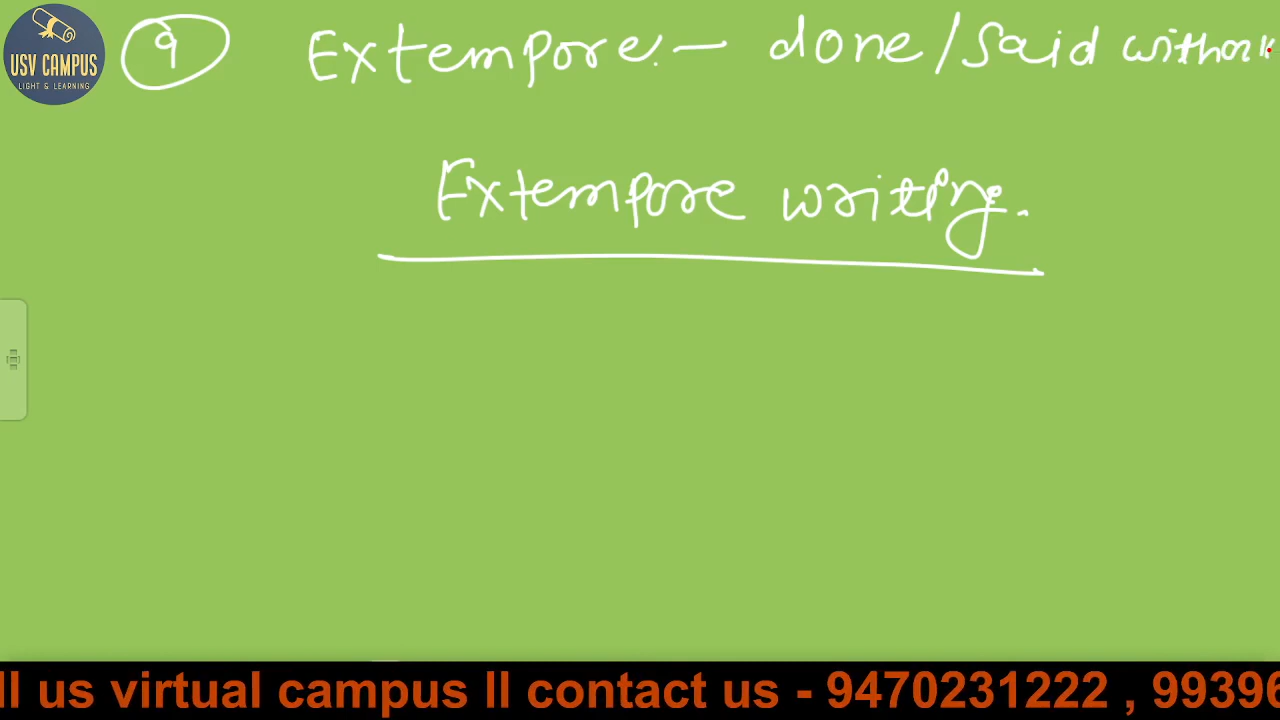 USV CAMPUS
LIGHT & LEARNING
9 Extempore :- done/said without
Extempore writing.
ll us virtual campus ll contact us - 9470231222 , 99396